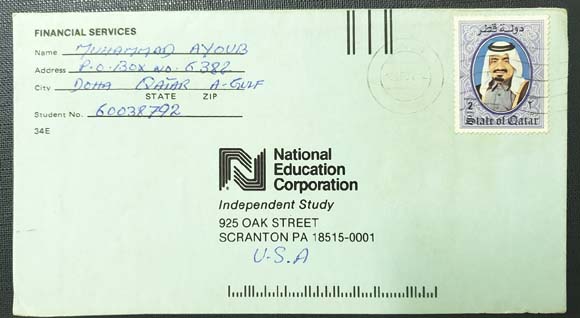 FINANCIAL SERVICES
Name MUHAMMAD AYOUB
Address P.O. BOX No. 6382
City DOHA QATAR A-GULF
STATE ZIP
Student No. 60038792
34E
دولة قطر
2 ٢
State of Qatar
National
Education
Corporation
Independent Study
925 OAK STREET
SCRANTON PA 18515-0001
U.S.A